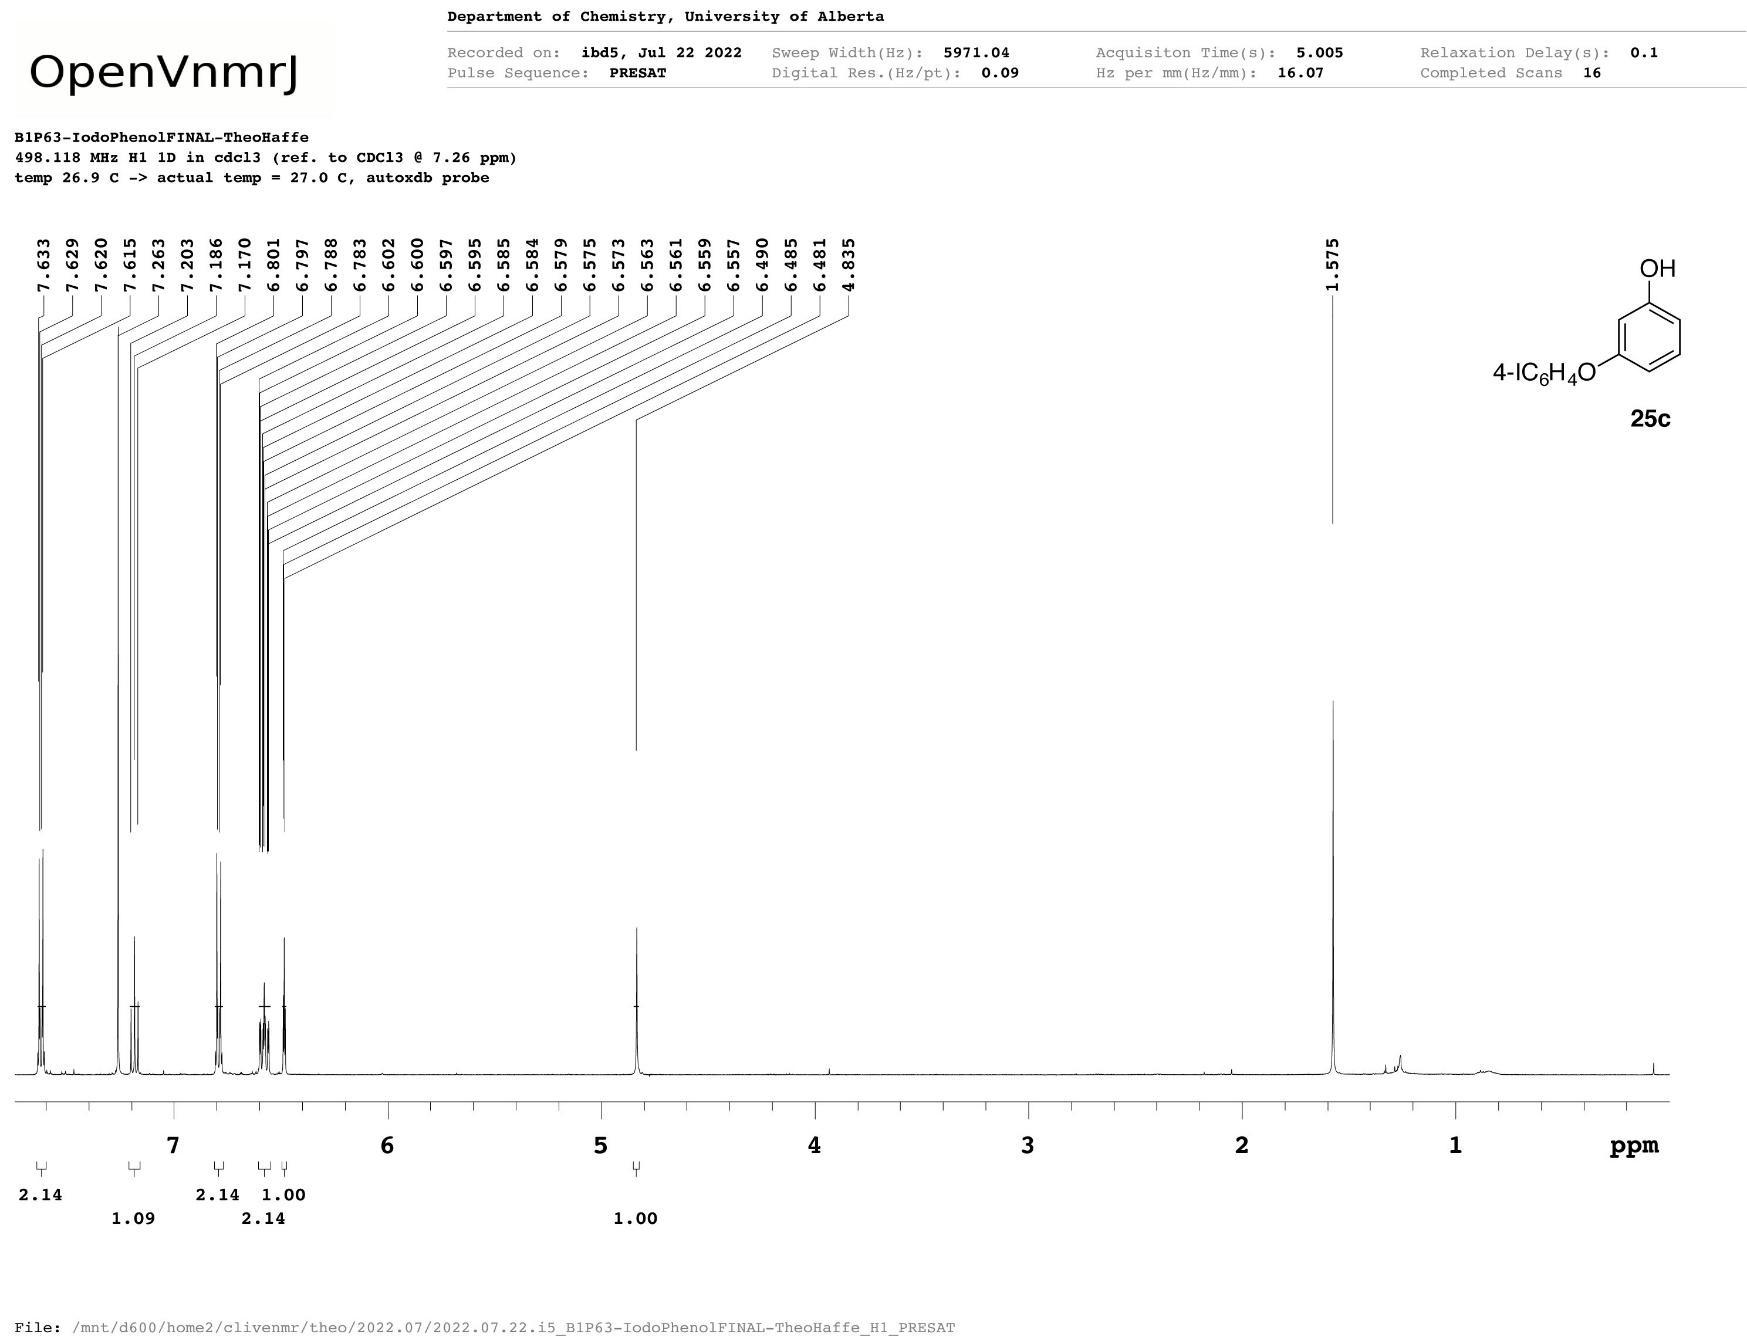 Department of Chemistry, University of Alberta
OpenVnmrJ
Recorded on: ibd5, Jul 22 2022 Sweep Width(Hz): 5971.04 Acquisiton Time(s): 5.005 Relaxation Delay(s): 0.1
Pulse Sequence: PRESAT Digital Res.(Hz/pt): 0.09 Hz per mm(Hz/mm): 16.07 Completed Scans 16
B1P63-IodoPhenolFINAL-TheoHaffe
498.118 MHz H1 1D in cdcl3 (ref. to CDCl3 @ 7.26 ppm)
temp 26.9 C -> actual temp = 27.0 C, autoxdb probe
7.633
7.629
7.620
7.615
7.263
7.203
7.186
7.170
6.801
6.797
6.788
6.783
6.602
6.600
6.597
6.595
6.585
6.584
6.579
6.575
6.573
6.563
6.561
6.559
6.557
6.490
6.485
6.481
4.835
1.575
OH
4-IC6H4O
25c
7 6 5 4 3 2 1 ppm
2.14 2.14 1.00
1.09 2.14 1.00
File: /mnt/d600/home2/clivenmr/theo/2022.07/2022.07.22.i5_B1P63-IodoPhenolFINAL-TheoHaffe_H1_PRESAT